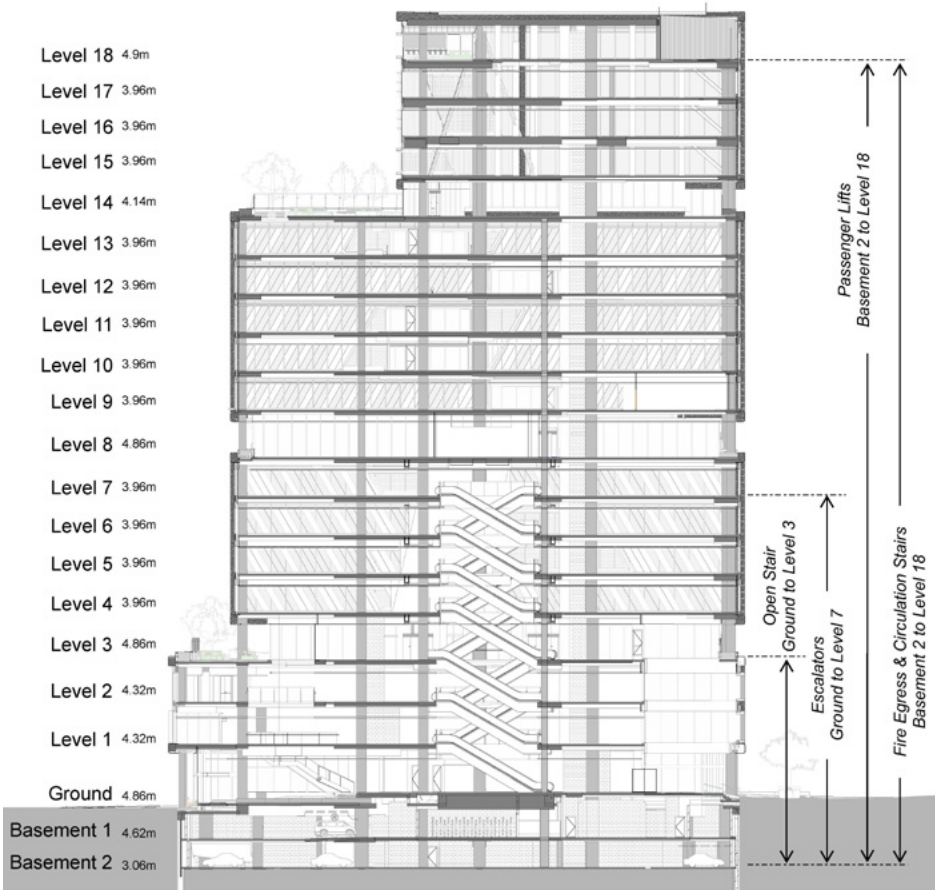 Level 18 4.9m
Level 17 3.96m
Level 16 3.96m
Level 15 3.96m
Level 14 4.14m
Level 13 3.96m
Level 12 3.96m
Level 11 3.96m
Level 10 3.96m
Level 9 3.96m
Level 8 4.86m
Level 7 3.96m
Level 6 3.96m
Level 5 3.96m
Level 4 3.96m
Level 3 4.86m
Level 2 4.32m
Level 1 4.32m
Ground 4.86m
Basement 1 4.62m
Basement 2 3.06m
Open Stair
Ground to Level 3
Escalators
Ground to Level 7
Passenger Lifts
Basement 2 to Level 18
Fire Egress & Circulation Stairs
Basement 2 to Level 18